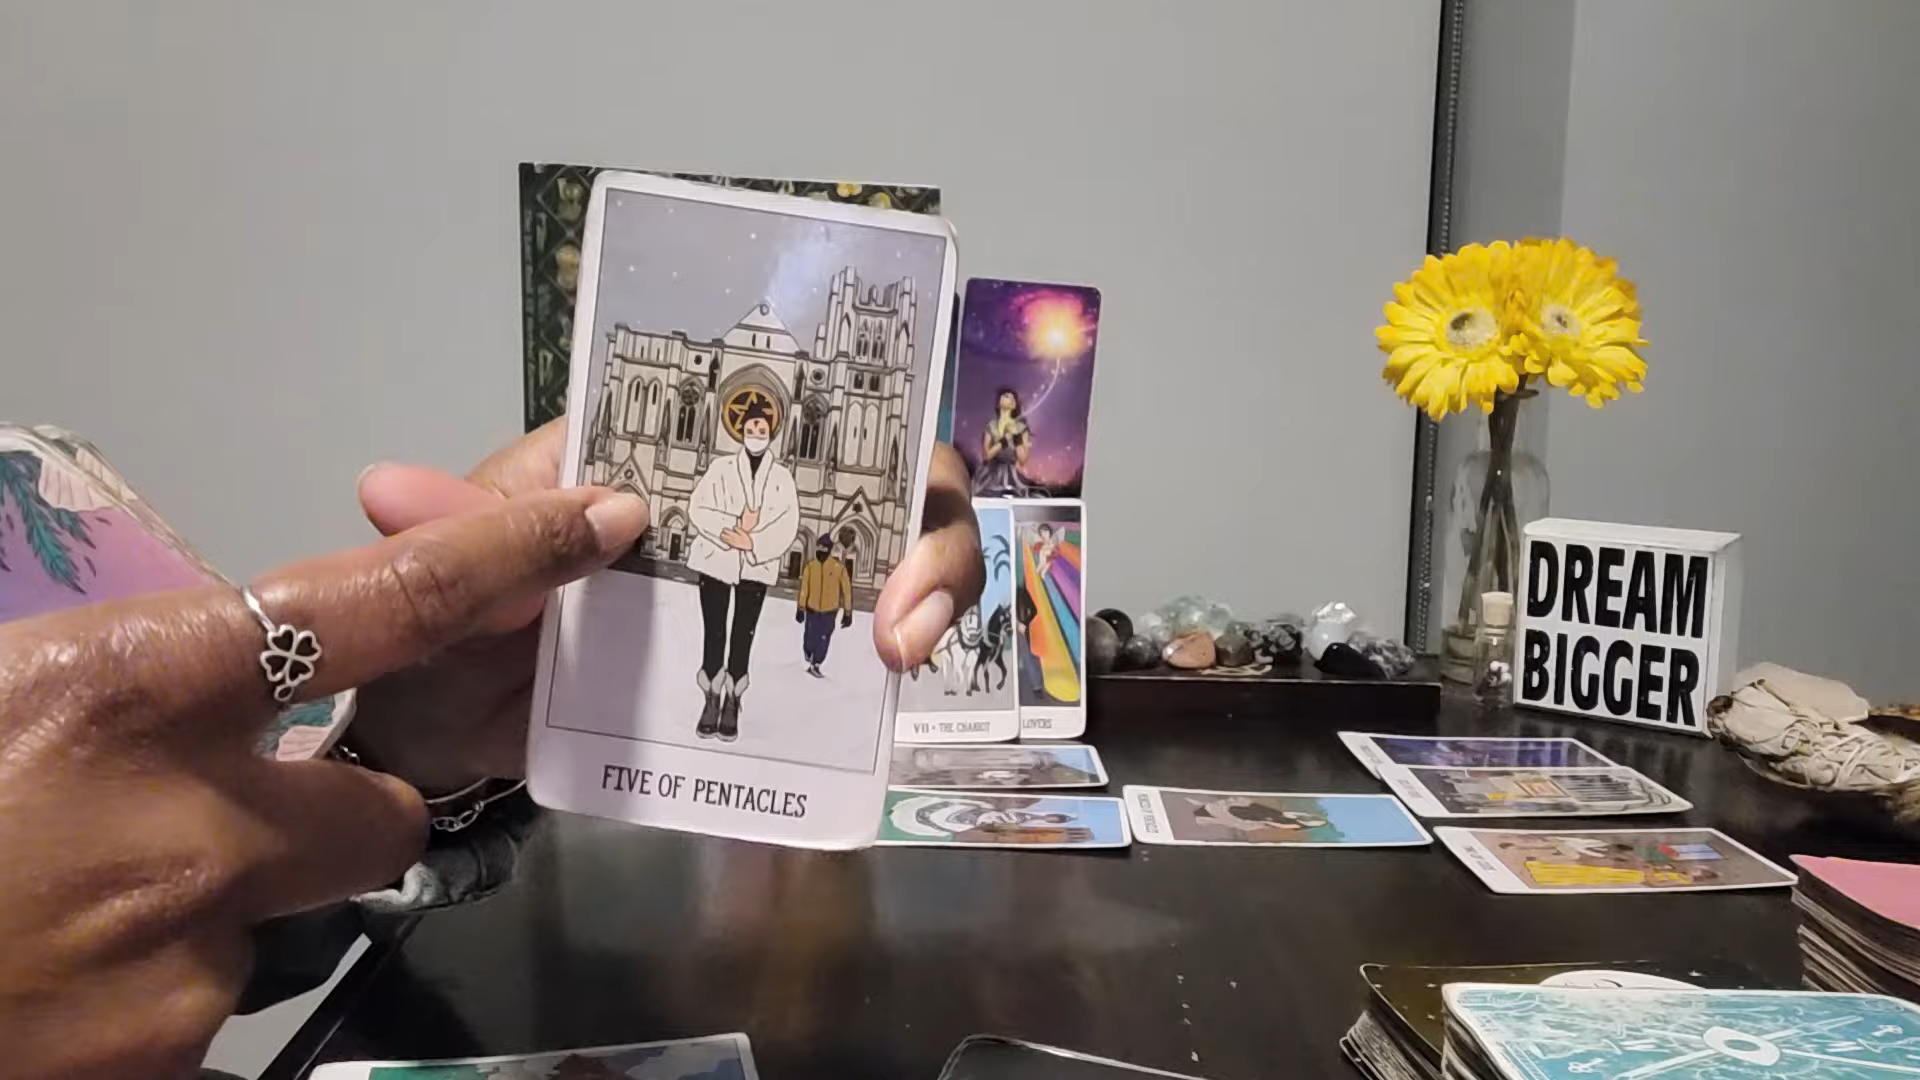 FIVE OF PENTACLES
VII • THE CHARIOT
LOVERS
DREAM
BIGGER